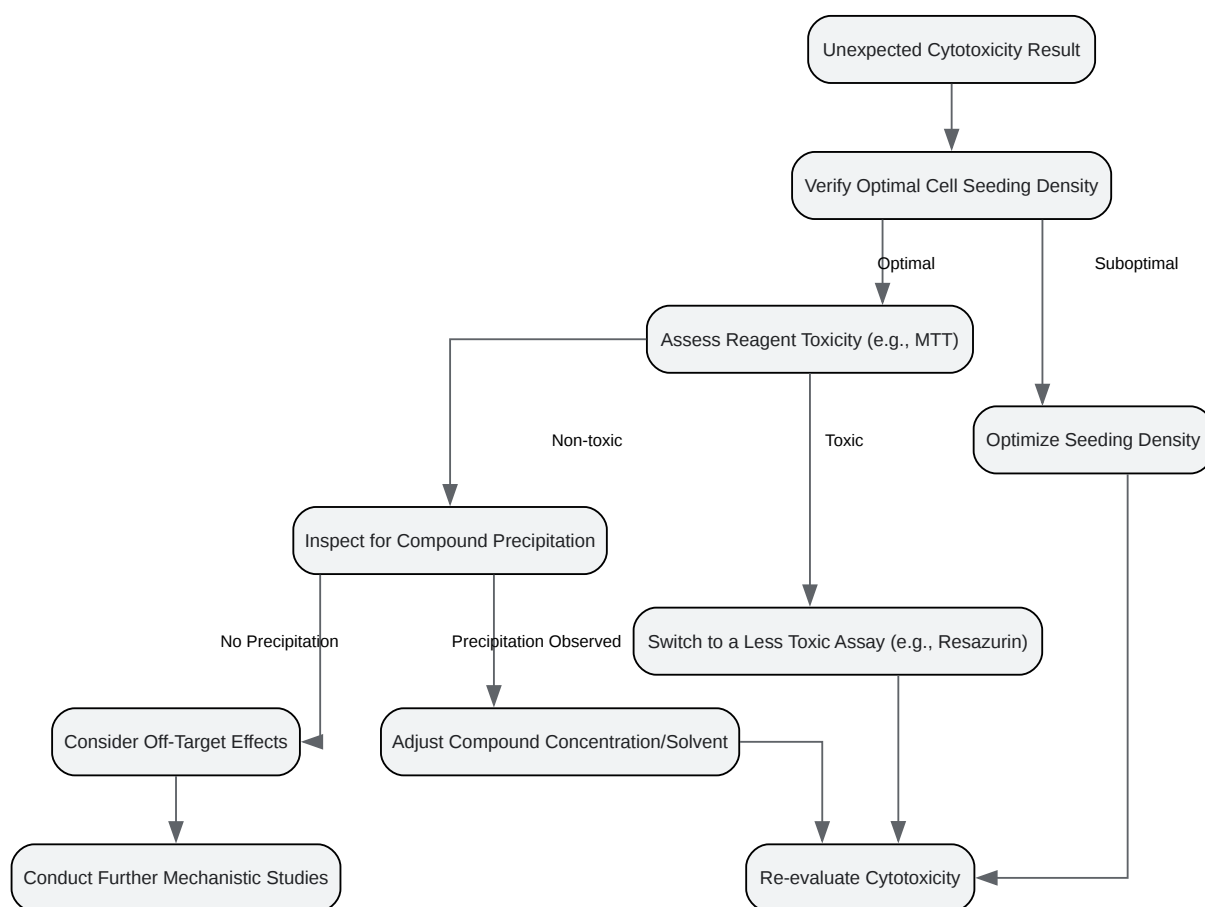 Unexpected Cytotoxicity Result
Verify Optimal Cell Seeding Density
Optimal
Suboptimal
Assess Reagent Toxicity (e.g., MTT)
Non-toxic
Toxic
Optimize Seeding Density
Inspect for Compound Precipitation
No Precipitation
Precipitation Observed
Switch to a Less Toxic Assay (e.g., Resazurin)
Consider Off-Target Effects
Adjust Compound Concentration/Solvent
Conduct Further Mechanistic Studies
Re-evaluate Cytotoxicity